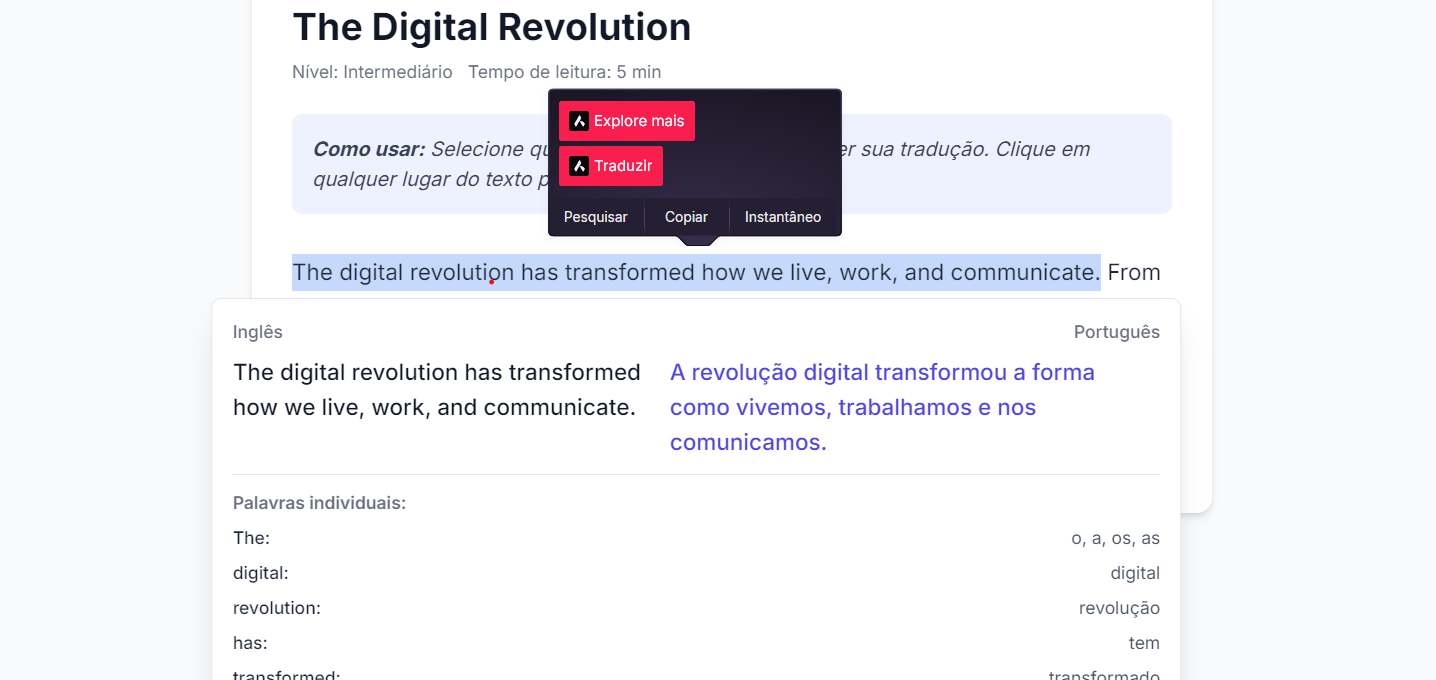 The Digital Revolution
Nível: Intermediário Tempo de leitura: 5 min
Explore mais
Traduzir
Pesquisar Copiar Instantâneo
Como usar: Selecione er sua tradução. Clique em
qualquer lugar do texto
The digital revolution has transformed how we live, work, and communicate. From
Inglês Português
The digital revolution has transformed
how we live, work, and communicate.
A revolução digital transformou a forma
como vivemos, trabalhamos e nos
comunicamos.
Palavras individuais:
The: o, a, os, as
digital: digital
revolution: revolução
has: tem
transformed: transformado